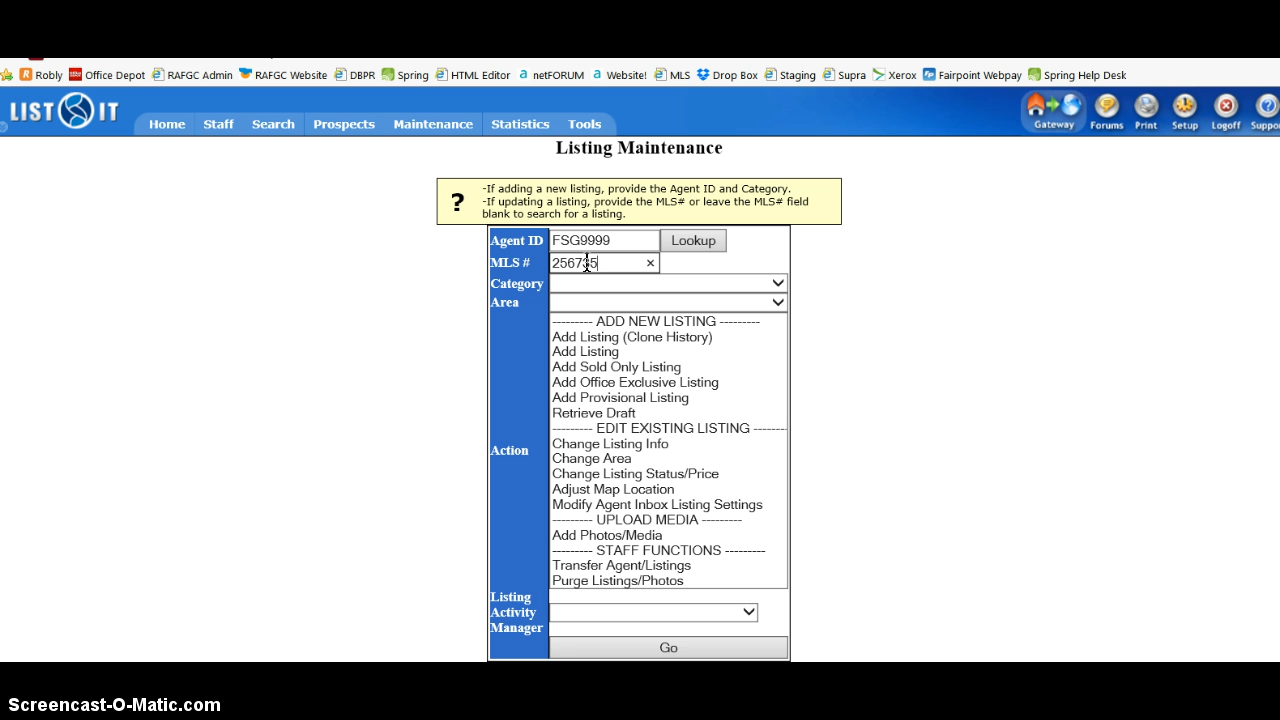 Robly Office Depot RAFGC Admin RAFGC Website DBPR Spring HTML Editor netFORUM Website! MLS Drop Box Staging Supra Xerox Fairpoint Webpay Spring Help Desk
LIST IT
Home Staff Search Prospects Maintenance Statistics Tools
Gateway Forums Print Setup Logoff Suppo
Listing Maintenance
?
-If adding a new listing, provide the Agent ID and Category.
-If updating a listing, provide the MLS# or leave the MLS# field
blank to search for a listing.
Agent ID FSG9999 Lookup
MLS # 256735 ×
Category
Area
--------- ADD NEW LISTING ---------
Add Listing (Clone History)
Add Listing
Add Sold Only Listing
Add Office Exclusive Listing
Add Provisional Listing
Retrieve Draft
--------- EDIT EXISTING LISTING --------
Change Listing Info
Action
Change Area
Change Listing Status/Price
Adjust Map Location
Modify Agent Inbox Listing Settings
--------- UPLOAD MEDIA ---------
Add Photos/Media
--------- STAFF FUNCTIONS ---------
Transfer Agent/Listings
Purge Listings/Photos
Listing
Activity
Manager
Go
Screencast-O-Matic.com